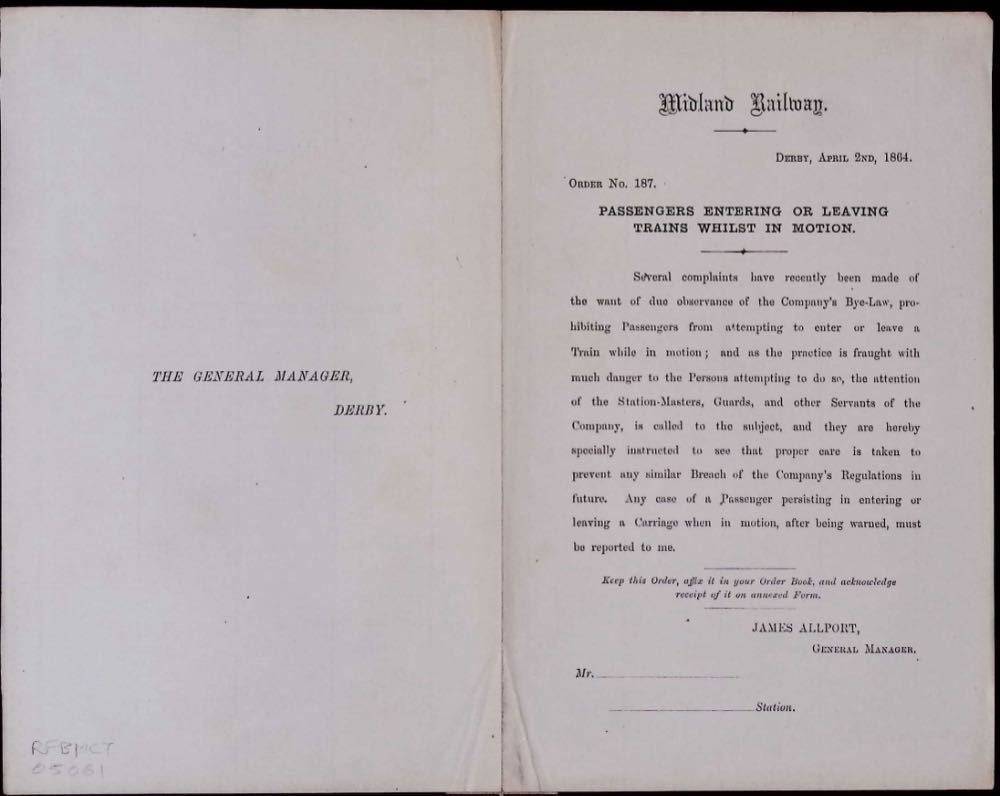 THE GENERAL MANAGER,
DERBY.
RFBMCT
05061
Midland Railway.
DERBY, APRIL 2ND, 1864.
ORDER No. 187.
PASSENGERS ENTERING OR LEAVING
TRAINS WHILST IN MOTION.
Several complaints have recently been made of
the want of due observance of the Company's Bye-Law, pro-
hibiting Passengers from attempting to enter or leave a
Train while in motion; and as the practice is fraught with
much danger to the Persons attempting to do so, the attention
of the Station-Masters, Guards, and other Servants of the
Company, is called to the subject, and they are hereby
specially instructed to see that proper care is taken to
prevent any similar Breach of the Company's Regulations in
future. Any case of a Passenger persisting in entering or
leaving a Carriage when in motion, after being warned, must
be reported to me.
Keep this Order, affix it in your Order Book, and acknowledge
receipt of it on annexed Form.
JAMES ALLPORT,
GENERAL MANAGER.
Mr.
Station.